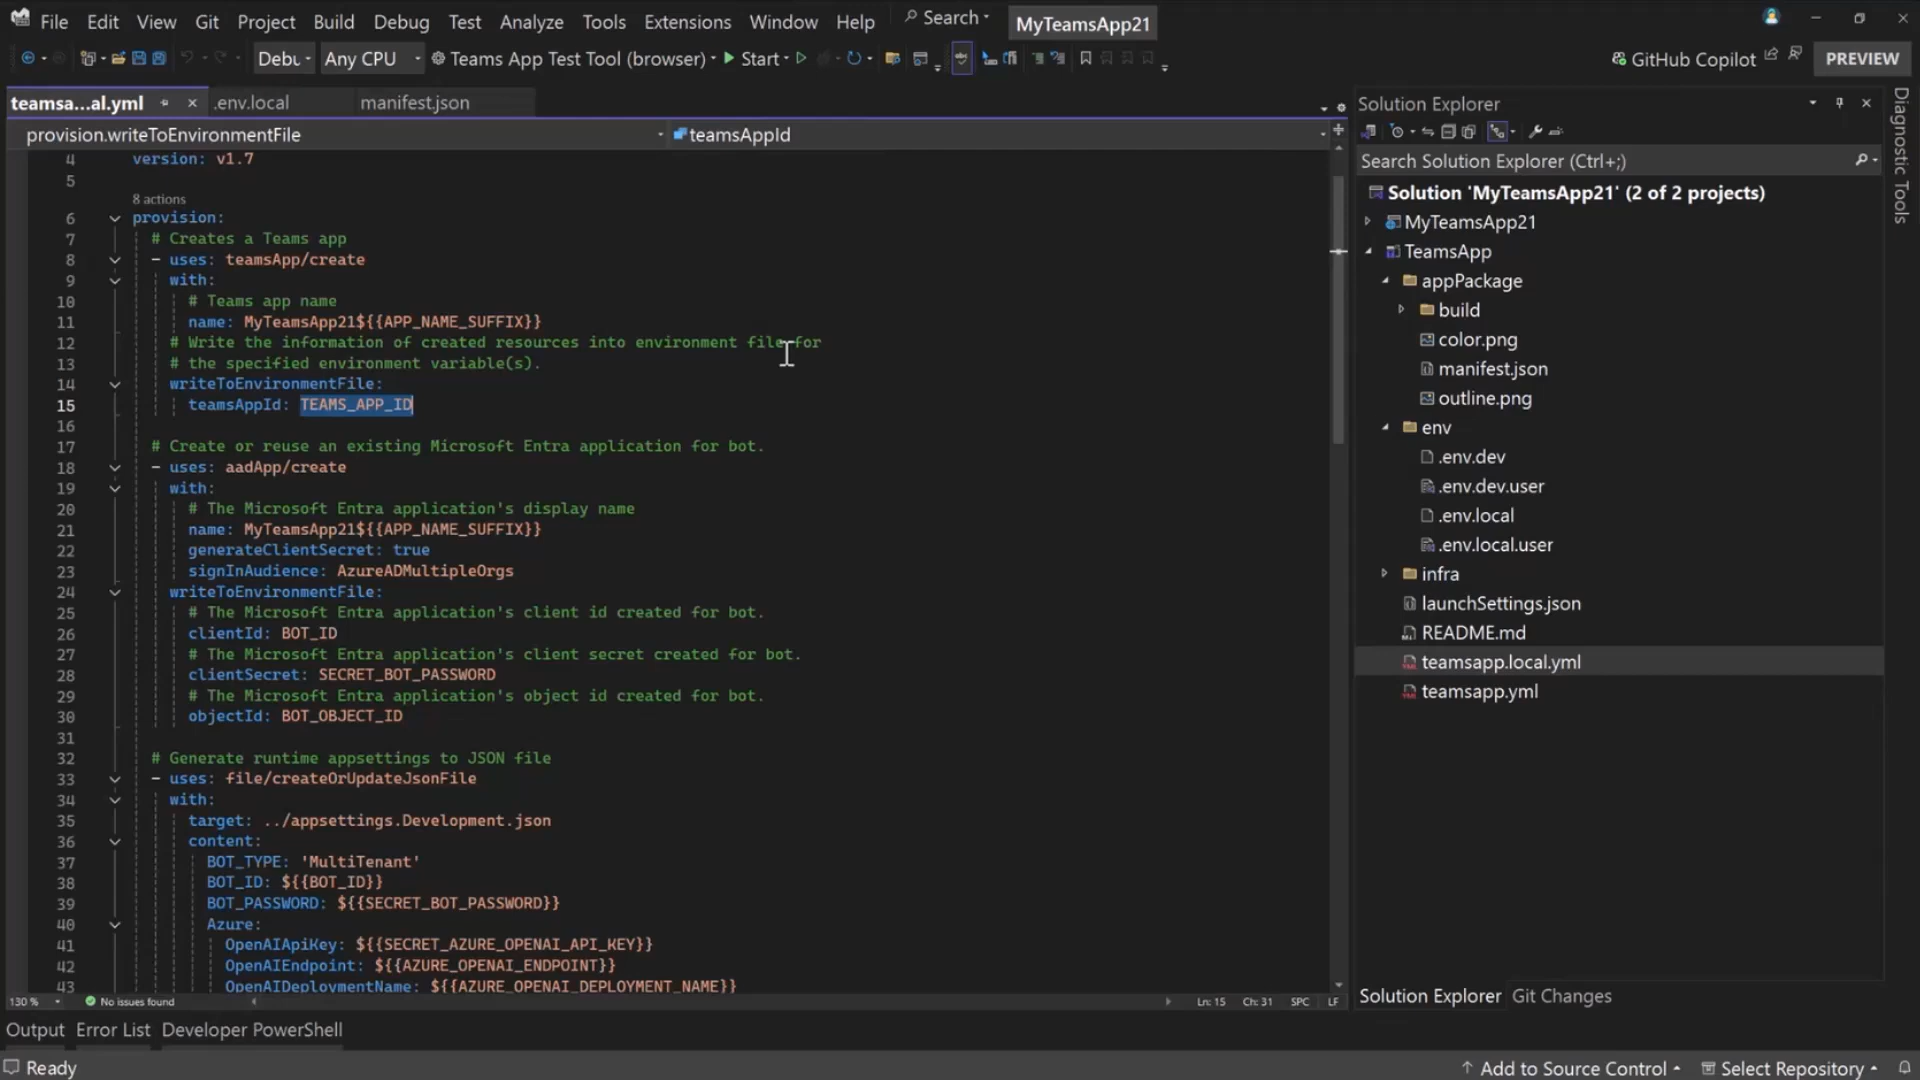 File Edit View Git Project Build Debug Test Analyze Tools Extensions Window Help Search MyTeamsApp21
Debu Any CPU Teams App Test Tool (browser) Start GitHub Copilot PREVIEW
teamsa...al.yml .env.local manifest.json
provision.writeToEnvironmentFile teamsAppId
4 version: v1.7
5
8 actions
6 provision:
7 # Creates a Teams app
8 - uses: teamsApp/create
9 with:
10 # Teams app name
11 name: MyTeamsApp21${{APP_NAME_SUFFIX}}
12 # Write the information of created resources into environment file for
13 # the specified environment variable(s).
14 writeToEnvironmentFile:
15 teamsAppId: TEAMS_APP_ID
16
17 # Create or reuse an existing Microsoft Entra application for bot.
18 - uses: aadApp/create
19 with:
20 # The Microsoft Entra application's display name
21 name: MyTeamsApp21${{APP_NAME_SUFFIX}}
22 generateClientSecret: true
23 signInAudience: AzureADMultipleOrgs
24 writeToEnvironmentFile:
25 # The Microsoft Entra application's client id created for bot.
26 clientId: BOT_ID
27 # The Microsoft Entra application's client secret created for bot.
28 clientSecret: SECRET_BOT_PASSWORD
29 # The Microsoft Entra application's object id created for bot.
30 objectId: BOT_OBJECT_ID
31
32 # Generate runtime appsettings to JSON file
33 - uses: file/createOrUpdateJsonFile
34 with:
35 target: ../appsettings.Development.json
36 content:
37 BOT_TYPE: 'MultiTenant'
38 BOT_ID: ${{BOT_ID}}
39 BOT_PASSWORD: ${{SECRET_BOT_PASSWORD}}
40 Azure:
41 OpenAIApiKey: ${{SECRET_AZURE_OPENAI_API_KEY}}
42 OpenAIEndpoint: ${{AZURE_OPENAI_ENDPOINT}}
43 OpenAIDeploymentName: ${{AZURE_OPENAI_DEPLOYMENT_NAME}}
130 % No issues found Ln: 15 Ch: 31 SPC LF
Solution Explorer
Search Solution Explorer (Ctrl+;)
Solution 'MyTeamsApp21' (2 of 2 projects)
MyTeamsApp21
TeamsApp
appPackage
build
color.png
manifest.json
outline.png
env
.env.dev
.env.dev.user
.env.local
.env.local.user
infra
launchSettings.json
README.md
teamsapp.local.yml
teamsapp.yml
Solution Explorer Git Changes
Diagnostic Tools
Output Error List Developer PowerShell
Ready Add to Source Control Select Repository